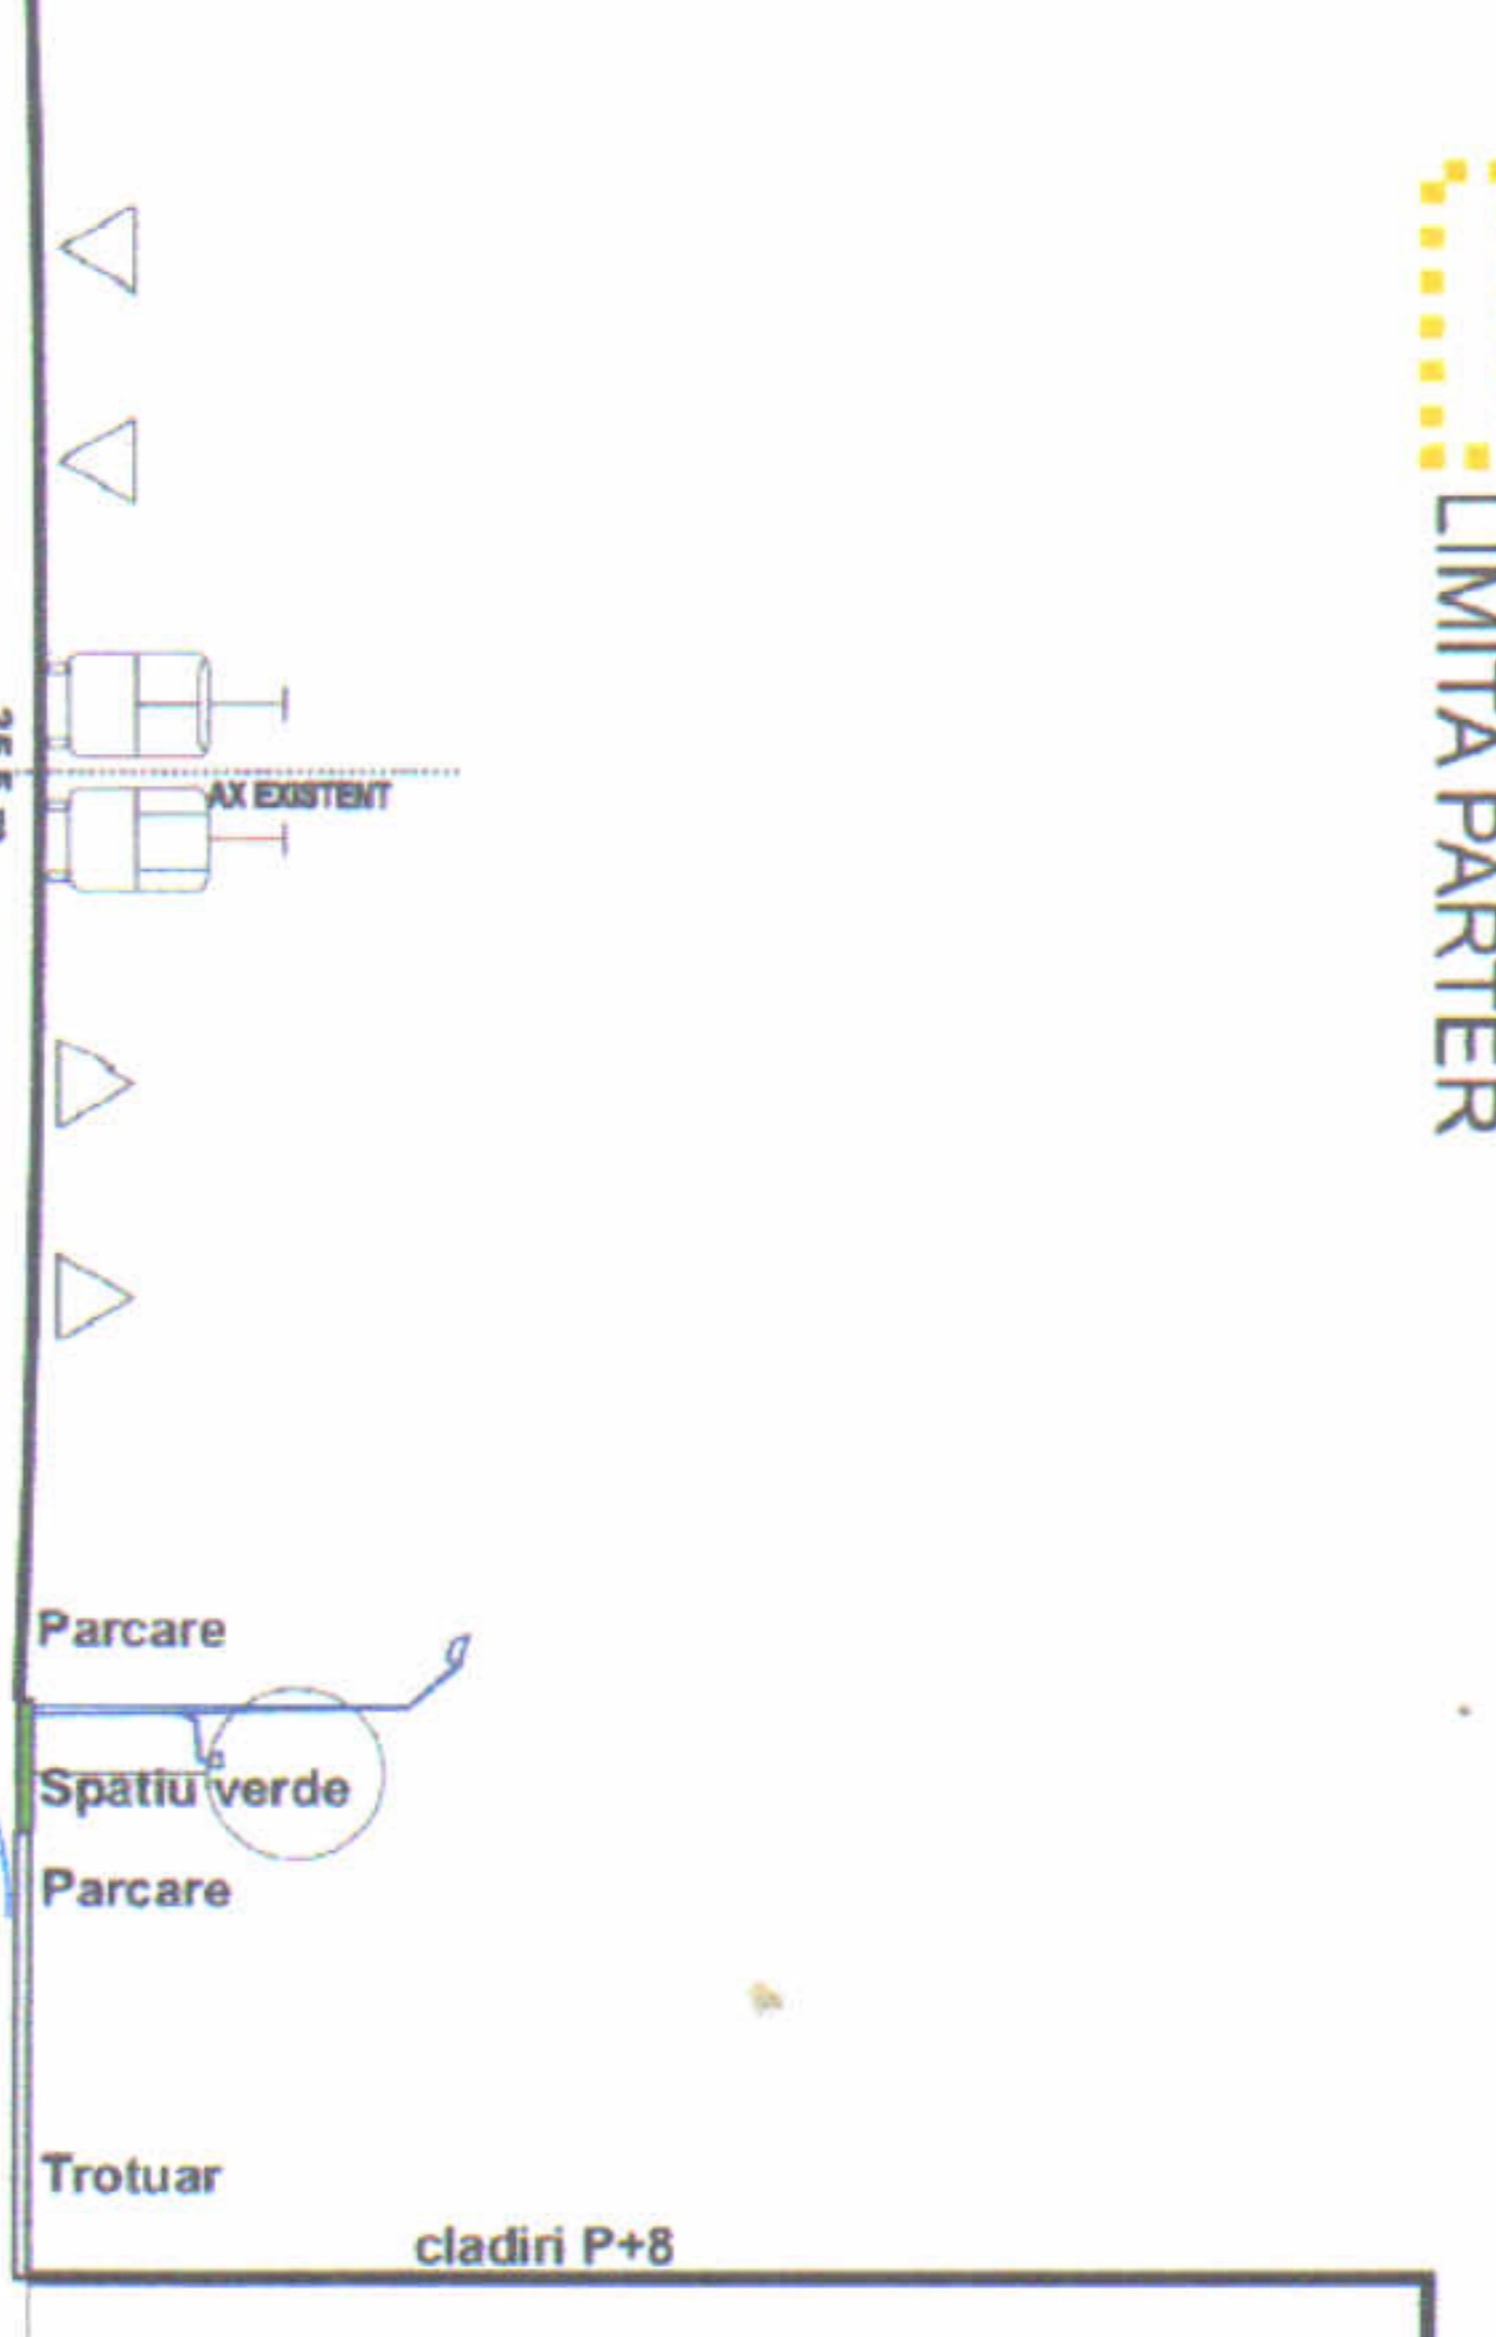 LIMITA PARTER
AX EXISTENT
Parcare
Spatiu verde
Parcare
Trotuar
cladiri P+8